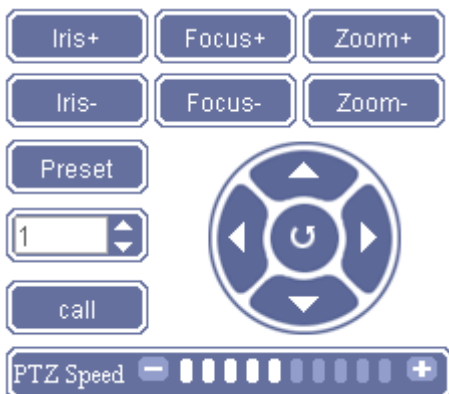 Iris+ Focus+ Zoom+
Iris- Focus- Zoom-
Preset
1
call
PTZ Speed